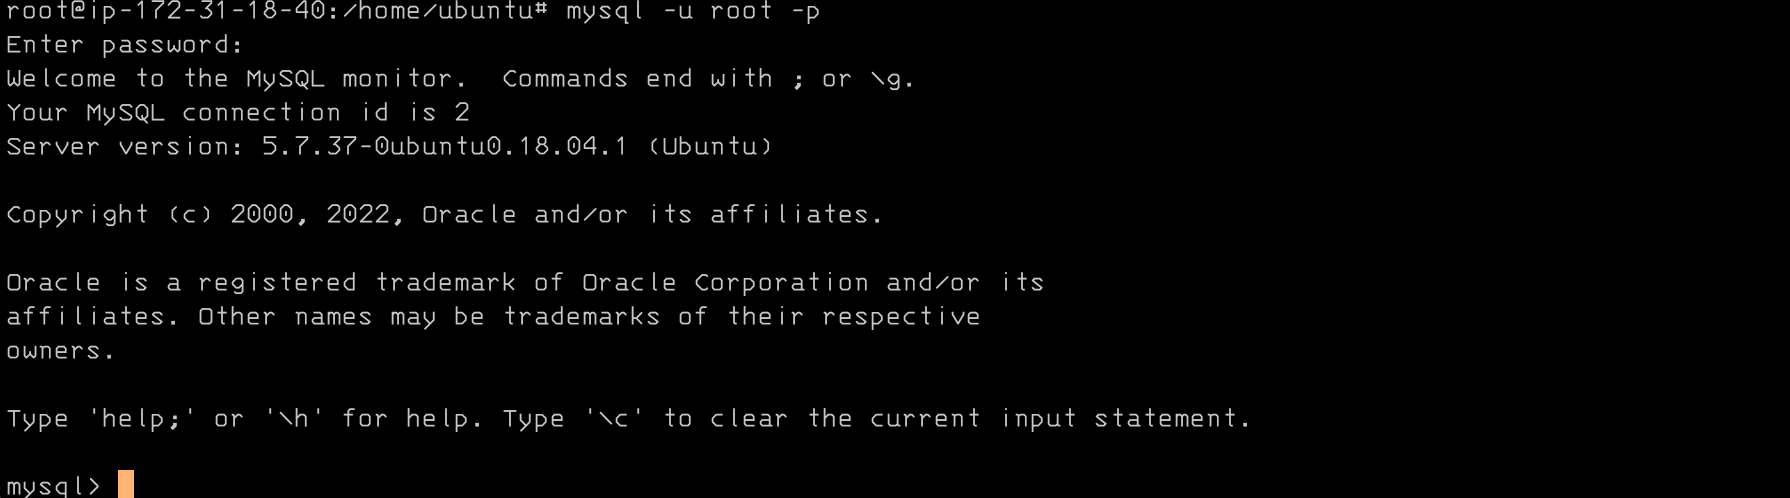 root@ip-172-31-18-40:/home/ubuntu# mysql -u root -p
Enter password:
Welcome to the MySQL monitor.  Commands end with ; or \g.
Your MySQL connection id is 2
Server version: 5.7.37-0ubuntu0.18.04.1 (Ubuntu)

Copyright (c) 2000, 2022, Oracle and/or its affiliates.

Oracle is a registered trademark of Oracle Corporation and/or its
affiliates. Other names may be trademarks of their respective
owners.

Type 'help;' or '\h' for help. Type '\c' to clear the current input statement.

mysql>